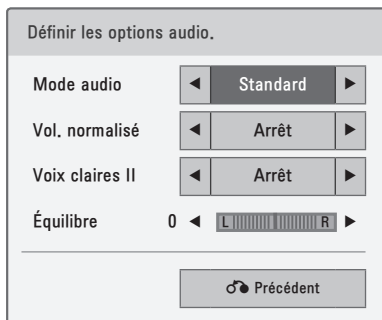 Définir les options audio.
Mode audio ◀ Standard ▶
Vol. normalisé ◀ Arrêt ▶
Voix claires II ◀ Arrêt ▶
Équilibre 0 ◀ L R ▶
Précédent